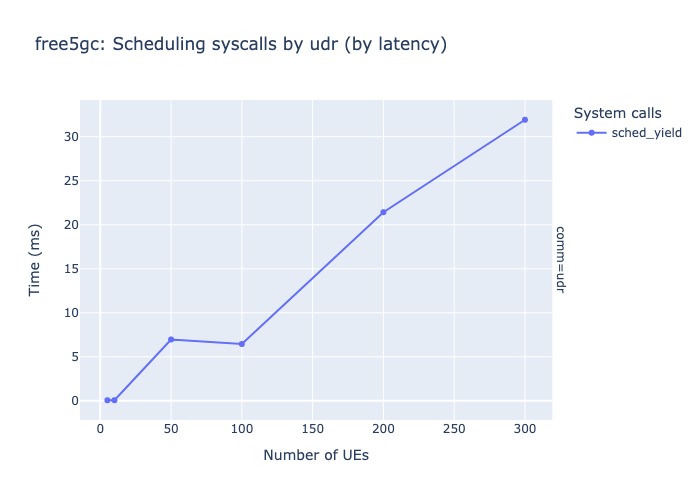 free5gc: Scheduling syscalls by udr (by latency)
System calls
sched_yield
30
25
20
15
10
5
0
Time (ms)
comm=udr
0 50 100 150 200 250 300
Number of UEs